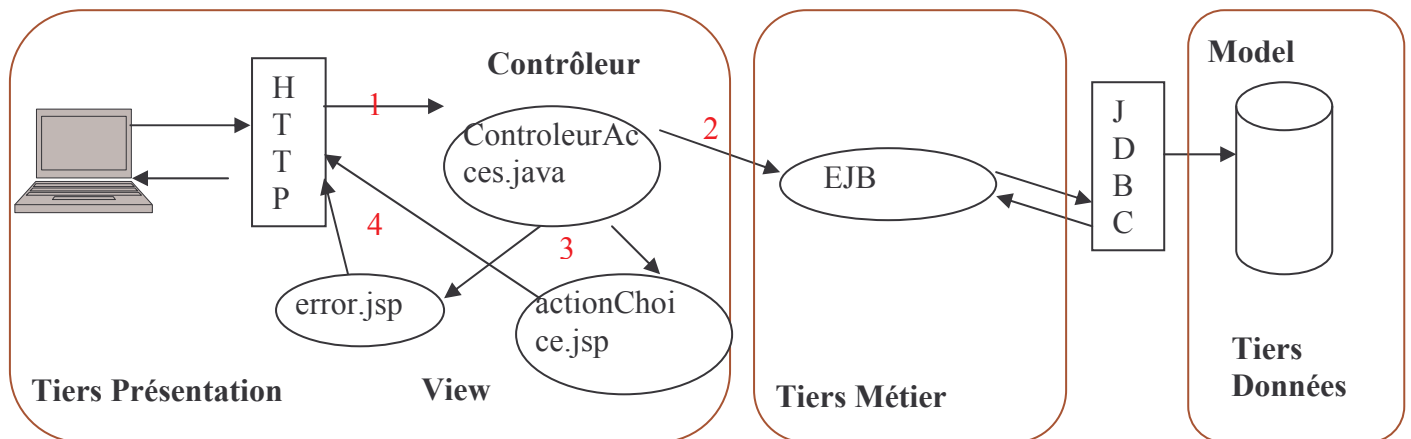 Contrôleur
Model
H
T
T
P
1
ControleurAc
ces.java
2
EJB
J
D
B
C
4
3
error.jsp
actionChoi
ce.jsp
Tiers Présentation
View
Tiers Métier
Tiers
Données